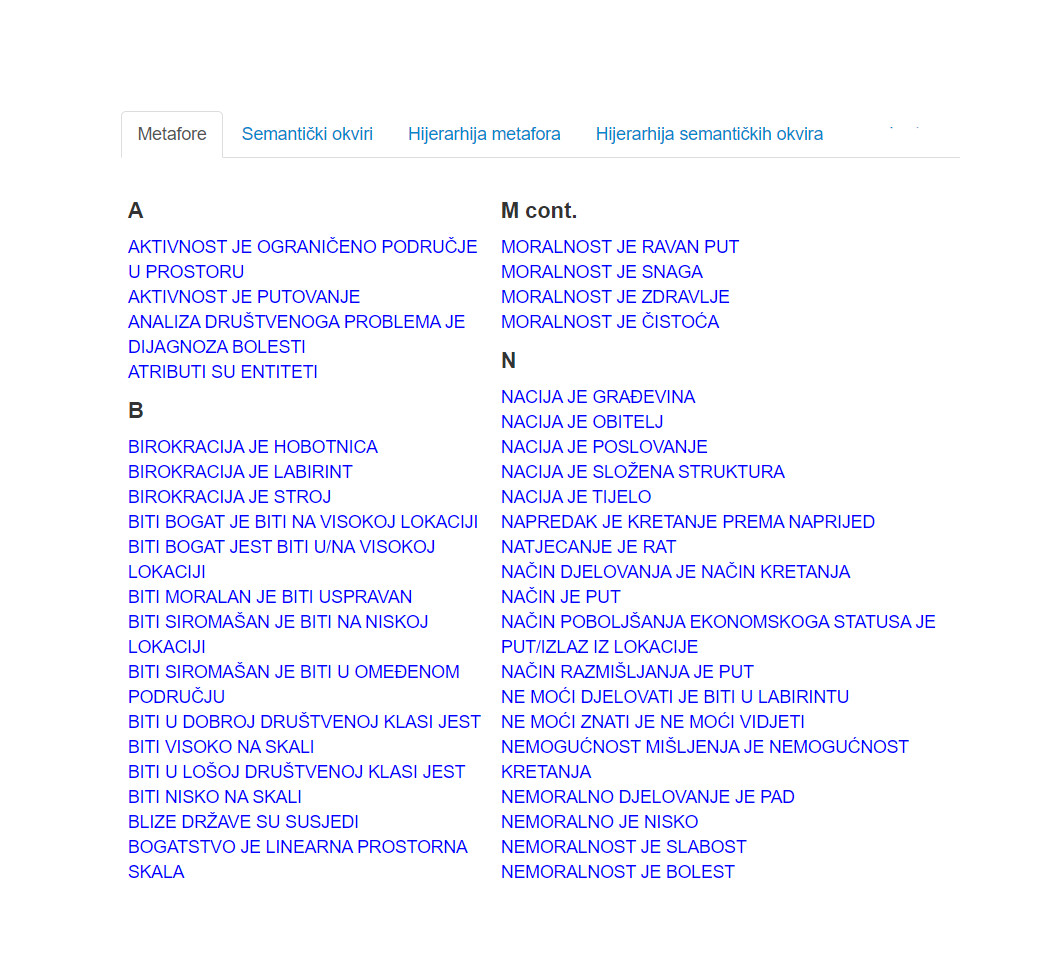 Metafore
Semantički okviri
Hijerarhija metafora
Hijerarhija semantičkih okvira
A
AKTIVNOST JE OGRANIČENO PODRUČJE
U PROSTORU
AKTIVNOST JE PUTOVANJE
ANALIZA DRUŠTVENOGA PROBLEMA JE
DIJAGNOZA BOLESTI
ATRIBUTI SU ENTITETI
B
BIROKRACIJA JE HOBOTNICA
BIROKRACIJA JE LABIRINT
BIROKRACIJA JE STROJ
BITI BOGAT JE BITI NA VISOKOJ LOKACIJI
BITI BOGAT JEST BITI U/NA VISOKOJ
LOKACIJI
BITI MORALAN JE BITI USPRAVAN
BITI SIROMAŠAN JE BITI NA NISKOJ
LOKACIJI
BITI SIROMAŠAN JE BITI U OMEĐENOM
PODRUČJU
BITI U DOBROJ DRUŠTVENOJ KLASI JEST
BITI VISOKO NA SKALI
BITI U LOŠOJ DRUŠTVENOJ KLASI JEST
BITI NISKO NA SKALI
BLIZE DRŽAVE SU SUSJEDI
BOGATSTVO JE LINEARNA PROSTORNA
SKALA
M cont.
MORALNOST JE RAVAN PUT
MORALNOST JE SNAGA
MORALNOST JE ZDRAVLJE
MORALNOST JE ČISTOĆA
N
NACIJA JE GRAĐEVINA
NACIJA JE OBITELJ
NACIJA JE POSLOVANJE
NACIJA JE SLOŽENA STRUKTURA
NACIJA JE TIJELO
NAPREDAK JE KRETANJE PREMA NAPRIJED
NATJECANJE JE RAT
NAČIN DJELOVANJA JE NAČIN KRETANJA
NAČIN JE PUT
NAČIN POBOLJŠANJA EKONOMSKOGA STATUSA JE
PUT/IZLAZ IZ LOKACIJE
NAČIN RAZMIŠLJANJA JE PUT
NE MOĆI DJELOVATI JE BITI U LABIRINTU
NE MOĆI ZNATI JE NE MOĆI VIDJETI
NEMOGUĆNOST MIŠLJENJA JE NEMOGUĆNOST
KRETANJA
NEMORALNO DJELOVANJE JE PAD
NEMORALNO JE NISKO
NEMORALNOST JE SLABOST
NEMORALNOST JE BOLEST